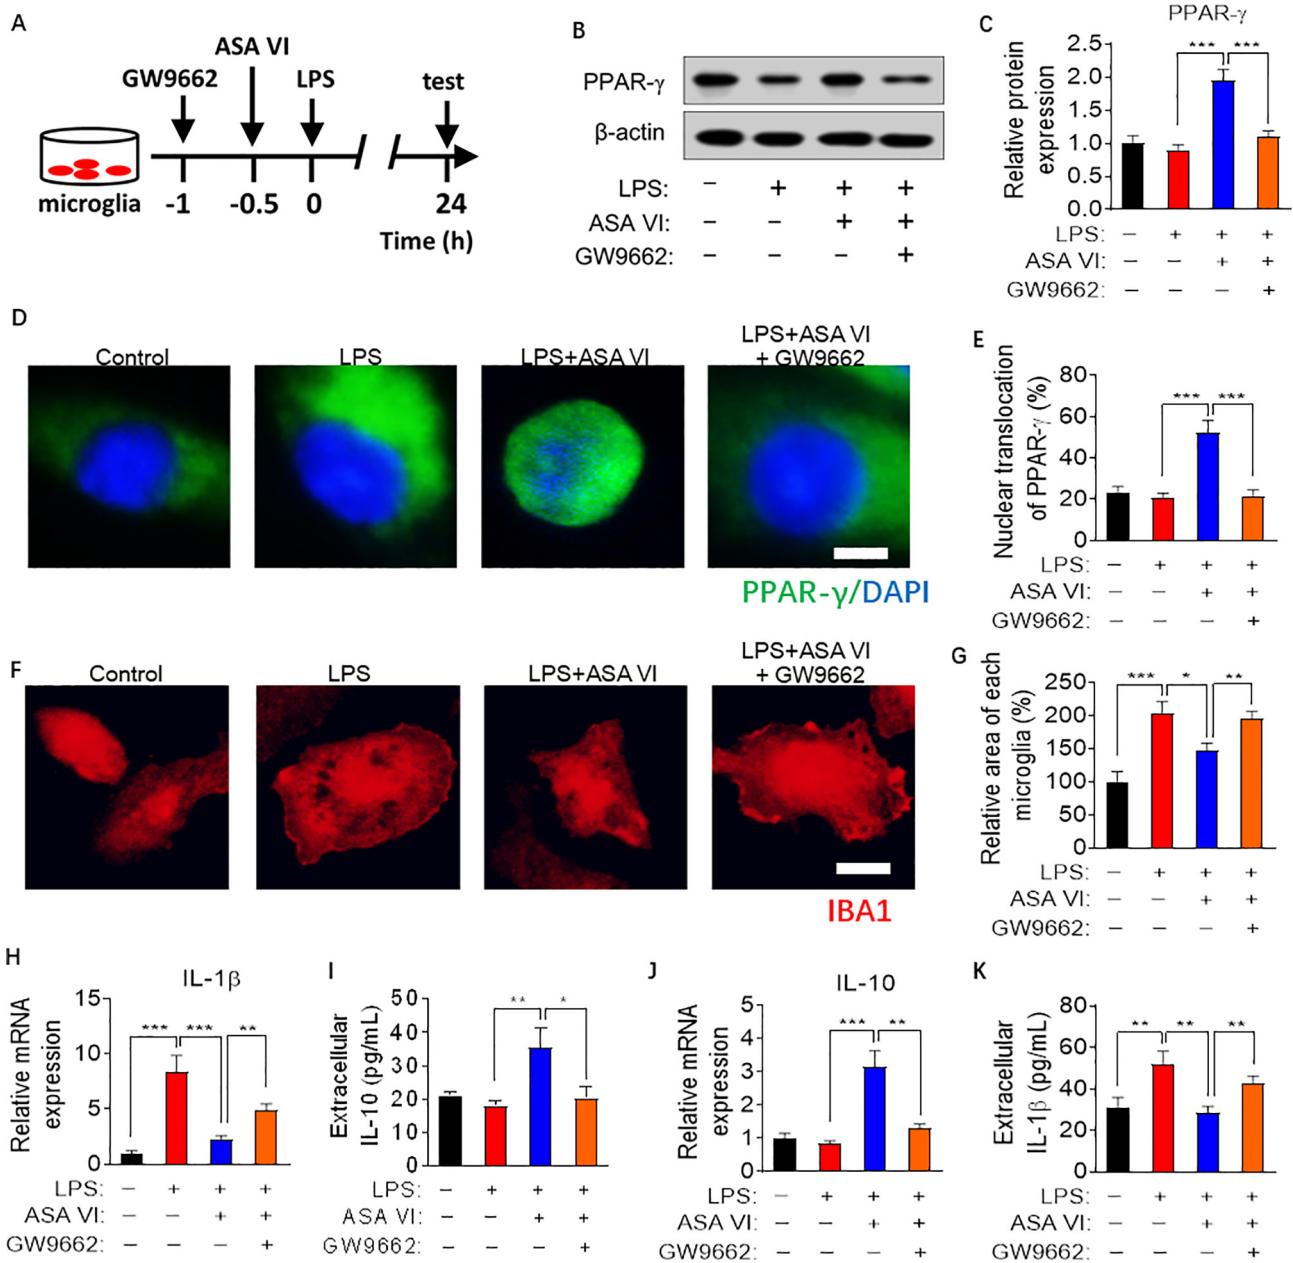 A
ASA VI
GW9662
LPS
test
microglia
-1
-0.5
0
24
Time (h)
B
PPAR-γ
β-actin
LPS: − + + +
ASA VI: − − + +
GW9662: − − − +
C
PPAR-γ
Relative protein
expression
2.5
2.0
1.5
1.0
0.5
0.0
*** ***
LPS: − + + +
ASA VI: − − + +
GW9662: − − − +
D
Control
LPS
LPS+ASA VI
LPS+ASA VI
+ GW9662
PPAR-γ/DAPI
E
Nuclear translocation
of PPAR-γ (%)
80
60
40
20
0
*** ***
LPS: − + + +
ASA VI: − − + +
GW9662: − − − +
F
Control
LPS
LPS+ASA VI
LPS+ASA VI
+ GW9662
IBA1
G
Relative area of each
microglia (%)
250
200
150
100
50
0
*** * **
LPS: − + + +
ASA VI: − − + +
GW9662: − − − +
H
IL-1β
Relative mRNA
expression
15
10
5
0
*** *** **
LPS: − + + +
ASA VI: − − + +
GW9662: − − − +
I
Extracellular
IL-10 (pg/mL)
50
40
30
20
10
0
** *
LPS: − + + +
ASA VI: − − + +
GW9662: − − − +
J
IL-10
Relative mRNA
expression
5
4
3
2
1
0
*** **
LPS: − + + +
ASA VI: − − + +
GW9662: − − − +
K
Extracellular
IL-1β (pg/mL)
80
60
40
20
0
** ** **
LPS: − + + +
ASA VI: − − + +
GW9662: − − − +